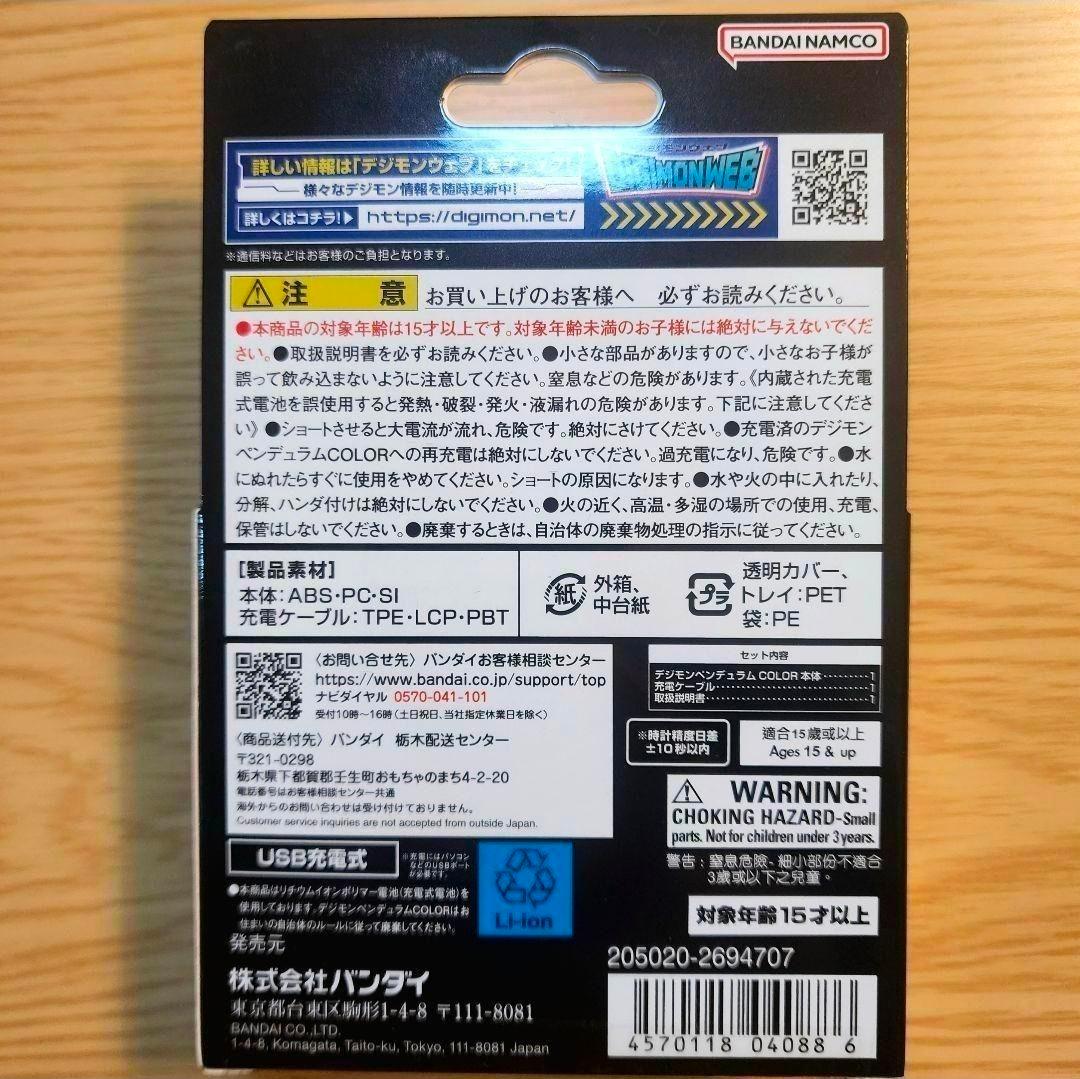 BANDAI NAMCO
詳しい情報は「デジモンウェブ」をチェック!
様々なデジモン情報を随時更新中!
詳しくはコチラ!▶ https://digimon.net/
DIGIMONWEB
※通信料などはお客様のご負担となります。
注意 お買い上げのお客様へ 必ずお読みください。
●本商品の対象年齢は15才以上です。対象年齢未満のお子様には絶対に与えないでくだ
さい。●取扱説明書を必ずお読みください。●小さな部品がありますので、小さなお子様が
誤って飲み込まないように注意してください。窒息などの危険があります。《内蔵された充電
式電池を誤使用すると発熱・破裂・発火・液漏れの危険があります。下記に注意してくださ
い》●ショートさせると大電流が流れ、危険です。絶対にさけてください。●充電済のデジモン
ペンデュラムCOLORへの再充電は絶対にしないでください。過充電になり、危険です。●水
にぬれたらすぐに使用をやめてください。ショートの原因になります。●水や火の中に入れたり、
分解、ハンダ付けは絶対にしないでください。●火の近く、高温・多湿の場所での使用、充電、
保管はしないでください。●廃棄するときは、自治体の廃棄物処理の指示に従ってください。
[製品素材]
本体:ABS・PC・SI
充電ケーブル:TPE・LCP・PBT
紙 外箱、
中台紙
プラ 透明カバー、
トレイ:PET
袋:PE
〈お問い合せ先〉バンダイお客様相談センター
https://www.bandai.co.jp/support/top
ナビダイヤル 0570-041-101
受付10時〜16時(土日祝日、当社指定休業日を除く)
〈商品送付先〉バンダイ 栃木配送センター
〒321-0298
栃木県下都賀郡壬生町おもちゃのまち4-2-20
電話番号はお客様相談センター共通
海外からのお問い合わせは受け付けておりません。
Customer service inquiries are not accepted from outside Japan.
セット内容
デジモンペンデュラム COLOR 本体………1
充電ケーブル………1
取扱説明書………1
※時計精度日差
±10秒以内
適合15歲或以上
Ages 15 & up
WARNING:
CHOKING HAZARD-Small
parts. Not for children under 3 years.
警告:窒息危險-細小部份不適合
3歲或以下之兒童。
USB充電式
※充電にはパソコン
などのUSBポート
が必要です。
●本商品はリチウムイオンポリマー電池(充電式電池)を
使用しております。デジモンペンデュラムCOLORはお
住まいの自治体のルールに従って廃棄してください。
Li-ion
対象年齢15才以上
発売元
株式会社バンダイ
東京都台東区駒形1-4-8 〒111-8081
BANDAI CO.,LTD.
1-4-8, Komagata, Taito-ku, Tokyo, 111-8081 Japan
205020-2694707
4570118 04088 6